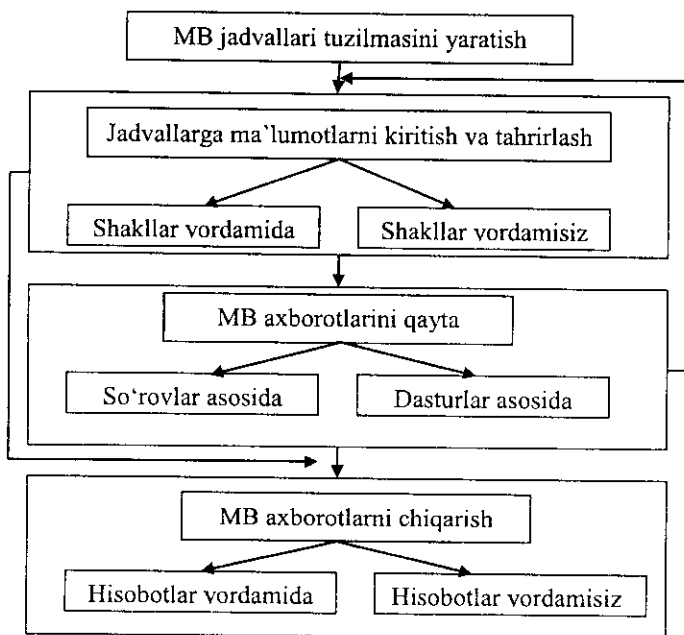 MB jadvallari tuzilmasini yaratish
Jadvallarga ma`lumotlarni kiritish va tahrirlash
Shakllar vordamida
Shakllar vordamisiz
MB axborotlarini qayta
So‘rovlar asosida
Dasturlar asosida
MB axborotlarni chiqarish
Hisobotlar vordamida
Hisobotlar vordamisiz